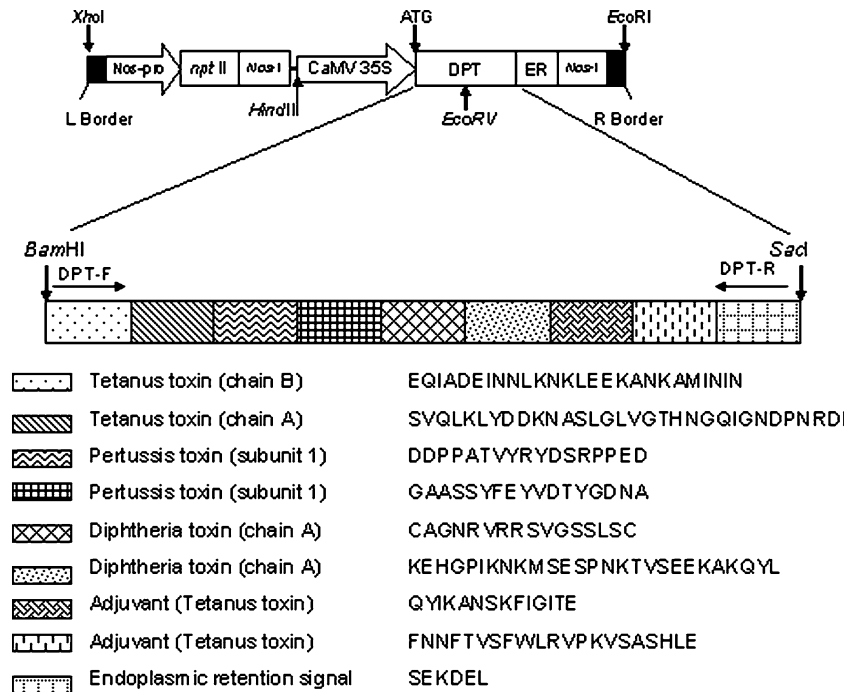 XhoI ATG EcoRI
Nos-pro npt II Nos-t CaMV 35S DPT ER Nos-t
L Border HindIII EcoRV R Border
BamHI SacI
DPT-F DPT-R
Tetanus toxin (chain B) EQIADEINNLKNKLEEKANKAMININ
Tetanus toxin (chain A) SVQLKLYDDKNASLGLVGTHNGQIGNDPNRDI
Pertussis toxin (subunit 1) DDPPATVYRYDSRPPED
Pertussis toxin (subunit 1) GAASSYFEYVDTYGDNA
Diphtheria toxin (chain A) CAGNRVRRSVGSSLSC
Diphtheria toxin (chain A) KEHGPIKNKMSESPNKTVSEEKAKQYL
Adjuvant (Tetanus toxin) QYIKANSKFIGITE
Adjuvant (Tetanus toxin) FNNFTVSFWLRVPKVSASHLE
Endoplasmic retention signal SEKDEL